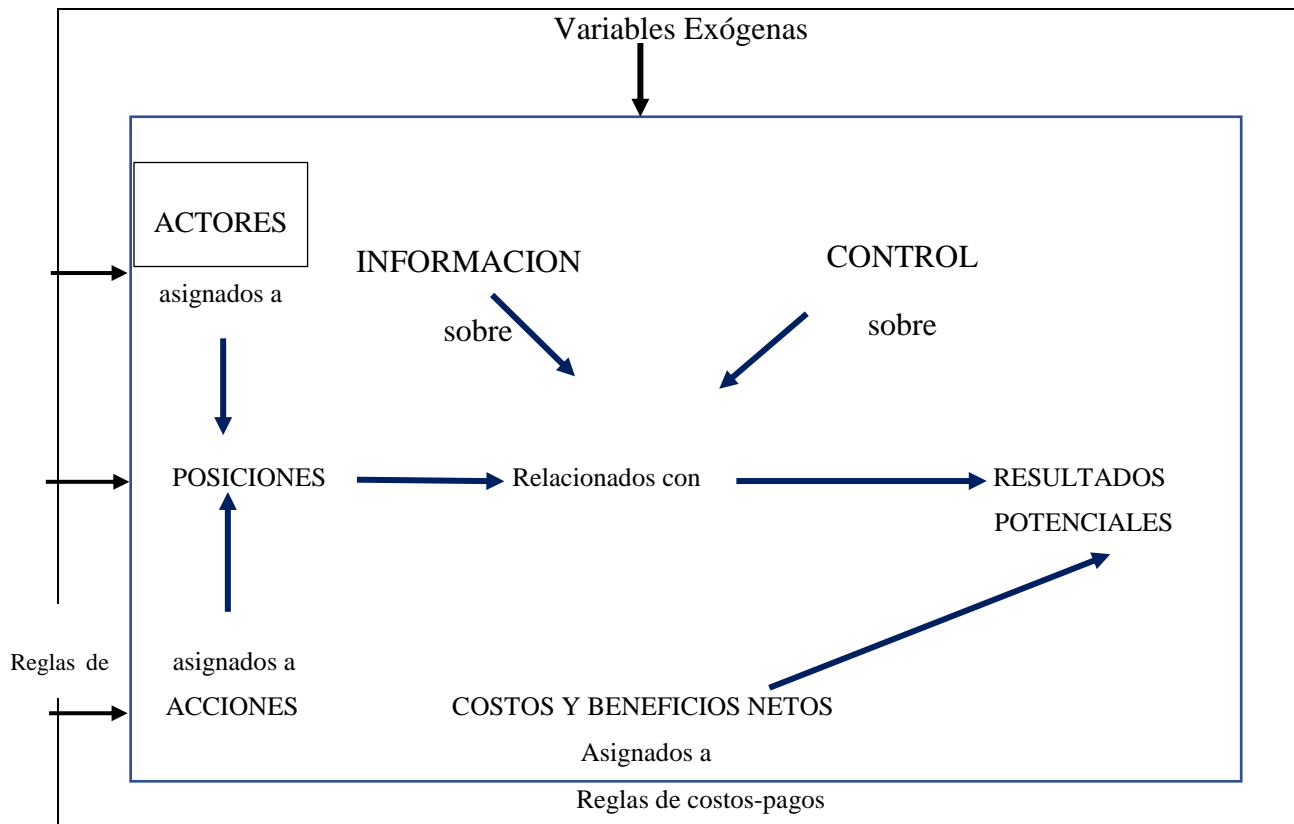 Variables Exógenas
ACTORES
INFORMACION
CONTROL
asignados a
sobre
sobre
POSICIONES
Relacionados con
RESULTADOS
POTENCIALES
Reglas de
asignados a
ACCIONES
COSTOS Y BENEFICIOS NETOS
Asignados a
Reglas de costos-pagos